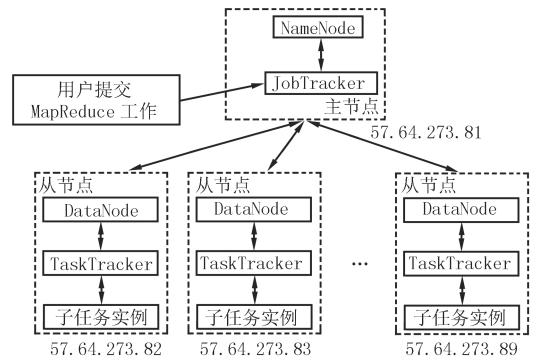 NameNode
JobTracker
主节点
用户提交
MapReduce 工作
57.64.273.81
从节点
DataNode
TaskTracker
子任务实例
57.64.273.82
从节点
DataNode
TaskTracker
子任务实例
57.64.273.83
...
从节点
DataNode
TaskTracker
子任务实例
57.64.273.89